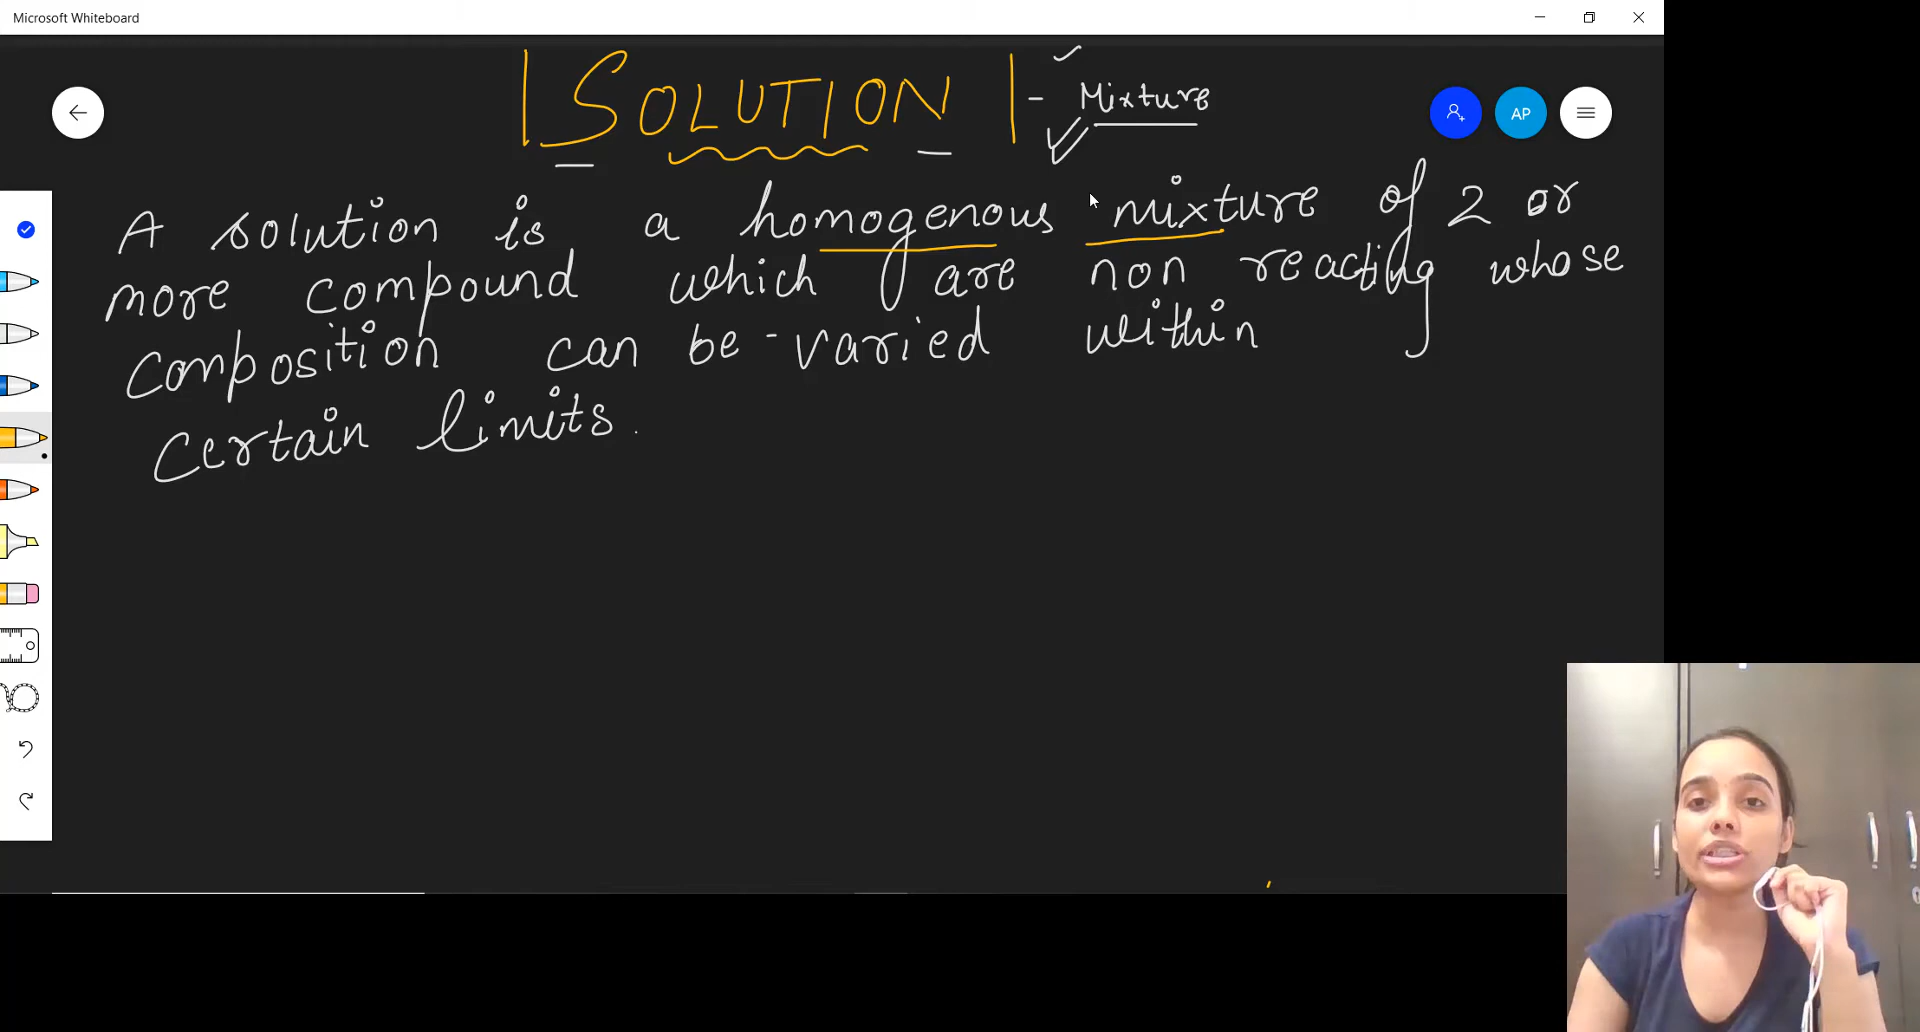 Microsoft Whiteboard
SOLUTION - Mixture
AP
A solution is a homogenous mixture of 2 or
more compound which are non reacting whose
composition can be varied within
certain limits.